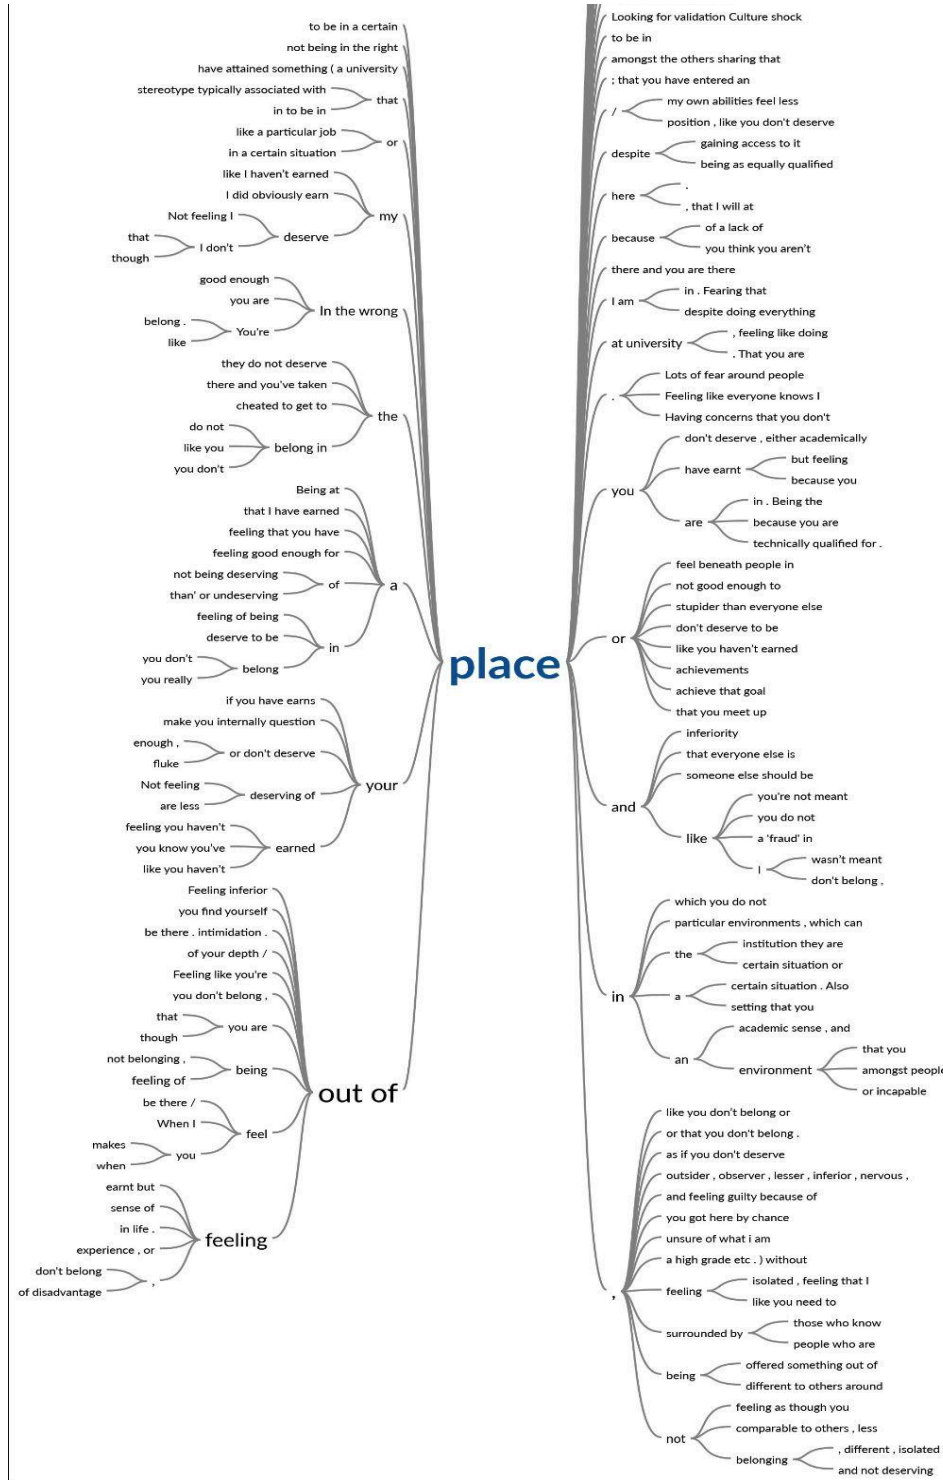 to be in a certain
not being in the right
have attained something ( a university
stereotype typically associated with
in to be in
that
like a particular job
in a certain situation
or
like I haven't earned
I did obviously earn
Not feeling I
that
though
I don't
deserve
my
good enough
you are
belong .
like
You're
In the wrong
they do not deserve
there and you've taken
cheated to get to
do not
like you
you don't
belong in
the
Being at
that I have earned
feeling that you have
feeling good enough for
not being deserving
than' or undeserving
of
feeling of being
deserve to be
you don't
you really
belong
in
a
if you have earns
make you internally question
enough ,
fluke
or don't deserve
Not feeling
are less
deserving of
feeling you haven't
you know you've
like you haven't
earned
your
Feeling inferior
you find yourself
be there . intimidation .
of your depth /
Feeling like you're
you don't belong ,
that
though
you are
not belonging ,
feeling of
being
be there /
When I
makes
when
you
feel
earnt but
sense of
in life .
experience , or
don't belong
of disadvantage
,
feeling
out of
place
Looking for validation Culture shock
to be in
amongst the others sharing that
; that you have entered an
/
my own abilities feel less
position , like you don't deserve
despite
gaining access to it
being as equally qualified
here
.
, that I will at
because
of a lack of
you think you aren't
there and you are there
I am
in . Fearing that
despite doing everything
at university
, feeling like doing
. That you are
.
Lots of fear around people
Feeling like everyone knows I
Having concerns that you don't
you
don't deserve , either academically
have earnt
but feeling
because you
are
in . Being the
because you are
technically qualified for .
or
feel beneath people in
not good enough to
stupider than everyone else
don't deserve to be
like you haven't earned
achievements
achieve that goal
that you meet up
and
inferiority
that everyone else is
someone else should be
like
you're not meant
you do not
a 'fraud' in
I
wasn't meant
don't belong ,
in
which you do not
particular environments , which can
the
institution they are
certain situation or
a
certain situation . Also
setting that you
an
academic sense , and
environment
that you
amongst people
or incapable
,
like you don't belong or
or that you don't belong .
as if you don't deserve
outsider , observer , lesser , inferior , nervous ,
and feeling guilty because of
you got here by chance
unsure of what i am
a high grade etc . ) without
feeling
isolated , feeling that I
like you need to
surrounded by
those who know
people who are
being
offered something out of
different to others around
not
feeling as though you
comparable to others , less
belonging
, different , isolated
and not deserving